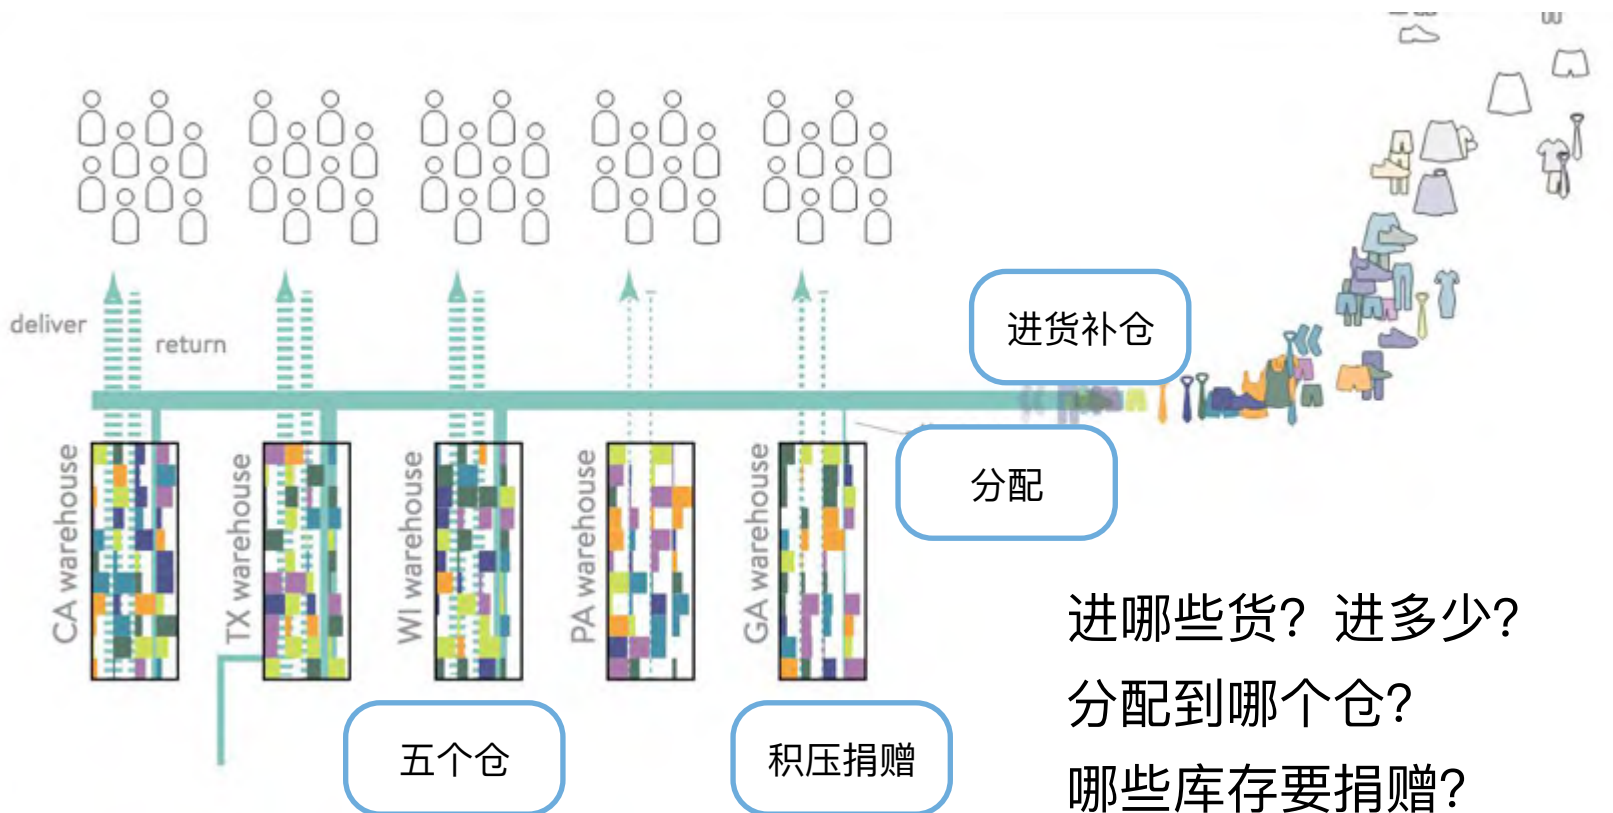 deliver
return
进货补仓
分配
CA warehouse
TX warehouse
WI warehouse
PA warehouse
GA warehouse
五个仓
积压捐赠
进哪些货？进多少？
分配到哪个仓？
哪些库存要捐赠？